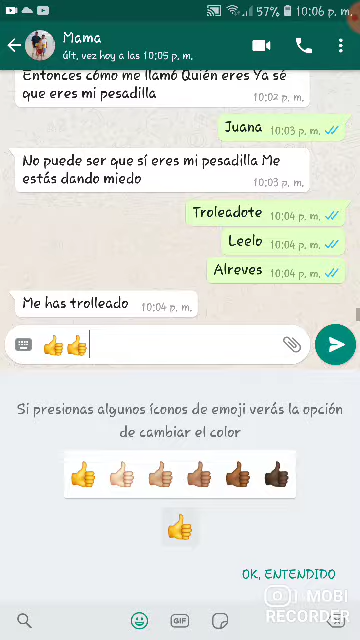 57% 10:06 p. m.
Mama
últ. vez hoy a las 10:05 p. m.
Entonces cómo me llamó Quién eres Ya sé
que eres mi pesadilla
10:02 p. m.
Juana 10:03 p. m.
No puede ser que sí eres mi pesadilla Me
estás dando miedo
10:03 p. m.
Troleadote 10:04 p. m.
Leelo 10:04 p. m.
Alreves 10:04 p. m.
Me has trolleado 10:04 p. m.
Si presionas algunos íconos de emoji verás la opción
de cambiar el color
OK, ENTENDIDO
MOBI
RECORDER
GIF